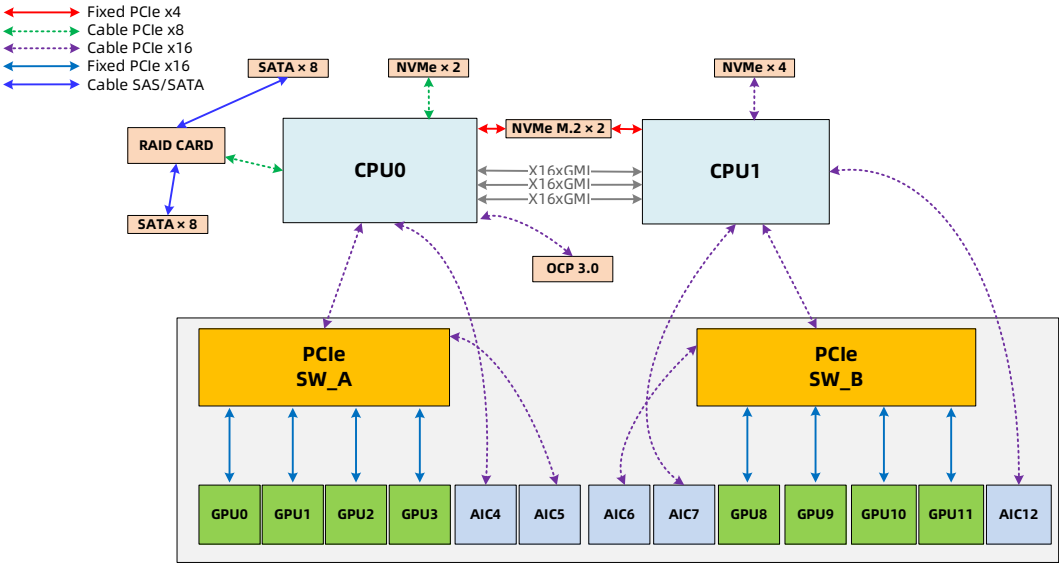 Fixed PCIe x4
Cable PCIe x8
Cable PCIe x16
Fixed PCIe x16
Cable SAS/SATA
SATA × 8
NVMe × 2
NVMe × 4
RAID CARD
NVMe M.2 × 2
CPU0
CPU1
X16xGMI
X16xGMI
X16xGMI
SATA × 8
OCP 3.0
PCIe
SW_A
PCIe
SW_B
GPU0
GPU1
GPU2
GPU3
AIC4
AIC5
AIC6
AIC7
GPU8
GPU9
GPU10
GPU11
AIC12